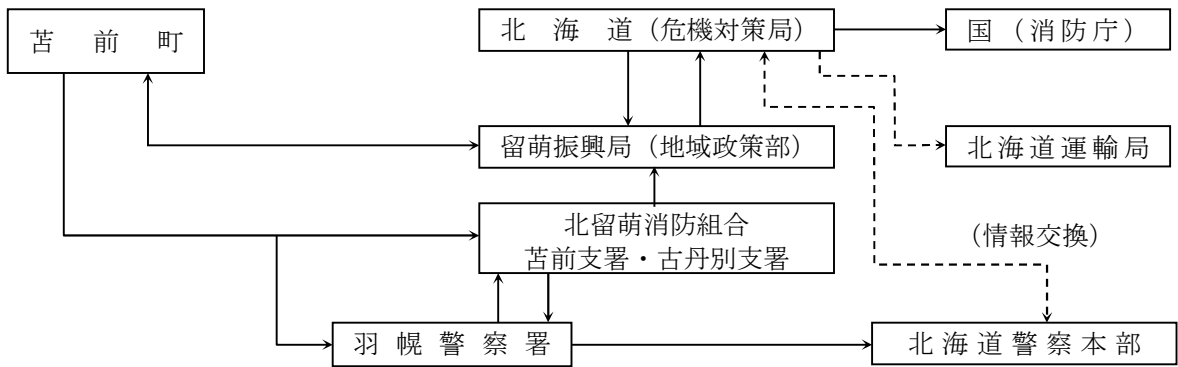 苫前町
北海道（危機対策局）
国（消防庁）
留萌振興局（地域政策部）
北海道運輸局
北留萌消防組合
苫前支署・古丹別支署
（情報交換）
羽幌警察署
北海道警察本部